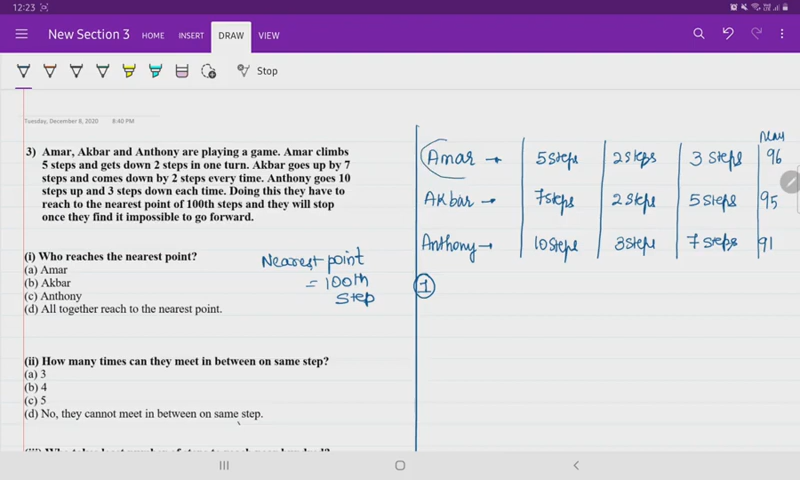 12:23
New Section 3 HOME INSERT DRAW VIEW
Stop
Tuesday, December 8, 2020 8:40 PM
3) Amar, Akbar and Anthony are playing a game. Amar climbs
5 steps and gets down 2 steps in one turn. Akbar goes up by 7
steps and comes down by 2 steps every time. Anthony goes 10
steps up and 3 steps down each time. Doing this they have to
reach to the nearest point of 100th steps and they will stop
once they find it impossible to go forward.
(i) Who reaches the nearest point?
(a) Amar
(b) Akbar
(c) Anthony
(d) All together reach to the nearest point.
Nearest point
= 100th
step
(ii) How many times can they meet in between on same step?
(a) 3
(b) 4
(c) 5
(d) No, they cannot meet in between on same step.
May
Amar → 5 steps 2 steps 3 steps 96
Akbar → 7 steps 2 steps 5 steps 95
Anthony → 10 steps 3 steps 7 steps 91
1